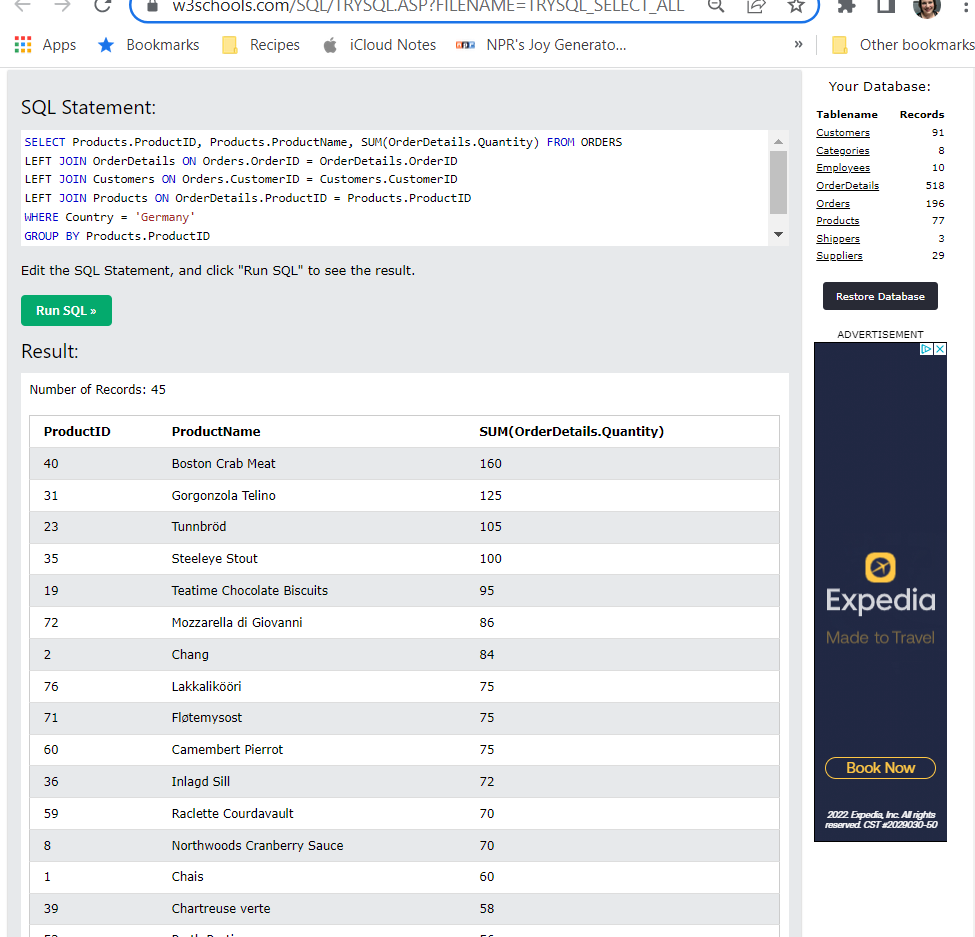 w3schools.com/SQL/TRYSQL.ASP?FILENAME=TRYSQL_SELECT_ALL
Apps Bookmarks Recipes iCloud Notes npr NPR's Joy Generato... » Other bookmarks
SQL Statement:
SELECT Products.ProductID, Products.ProductName, SUM(OrderDetails.Quantity) FROM ORDERS
LEFT JOIN OrderDetails ON Orders.OrderID = OrderDetails.OrderID
LEFT JOIN Customers ON Orders.CustomerID = Customers.CustomerID
LEFT JOIN Products ON OrderDetails.ProductID = Products.ProductID
WHERE Country = 'Germany'
GROUP BY Products.ProductID
Edit the SQL Statement, and click "Run SQL" to see the result.
Run SQL »
Result:
Number of Records: 45
ProductID ProductName SUM(OrderDetails.Quantity)
40 Boston Crab Meat 160
31 Gorgonzola Telino 125
23 Tunnbröd 105
35 Steeleye Stout 100
19 Teatime Chocolate Biscuits 95
72 Mozzarella di Giovanni 86
2 Chang 84
76 Lakkalikööri 75
71 Fløtemysost 75
60 Camembert Pierrot 75
36 Inlagd Sill 72
59 Raclette Courdavault 70
8 Northwoods Cranberry Sauce 70
1 Chais 60
39 Chartreuse verte 58
Your Database:
Tablename Records
Customers 91
Categories 8
Employees 10
OrderDetails 518
Orders 196
Products 77
Shippers 3
Suppliers 29
Restore Database
ADVERTISEMENT
Expedia
Made to Travel
Book Now
2022 Expedia, Inc. All rights
reserved. CST #2029030-50